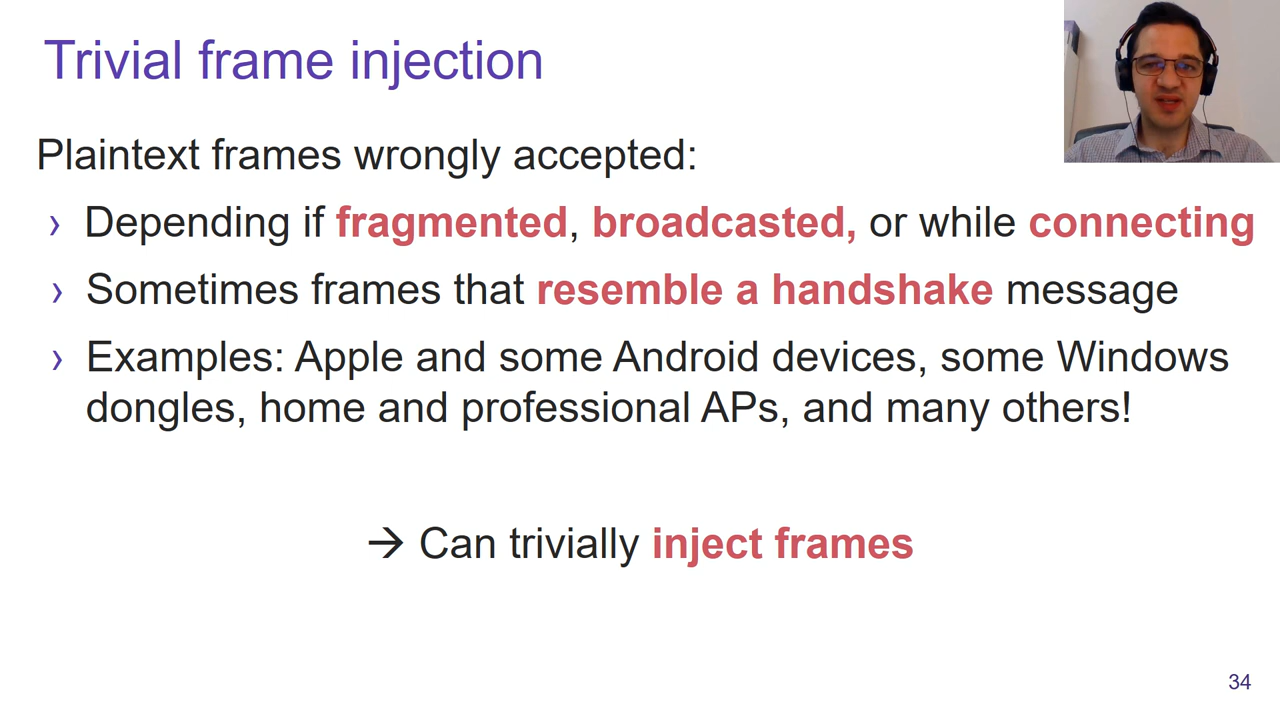 Trivial frame injection
Plaintext frames wrongly accepted:
› Depending if fragmented, broadcasted, or while connecting
› Sometimes frames that resemble a handshake message
› Examples: Apple and some Android devices, some Windows
dongles, home and professional APs, and many others!
→ Can trivially inject frames
34